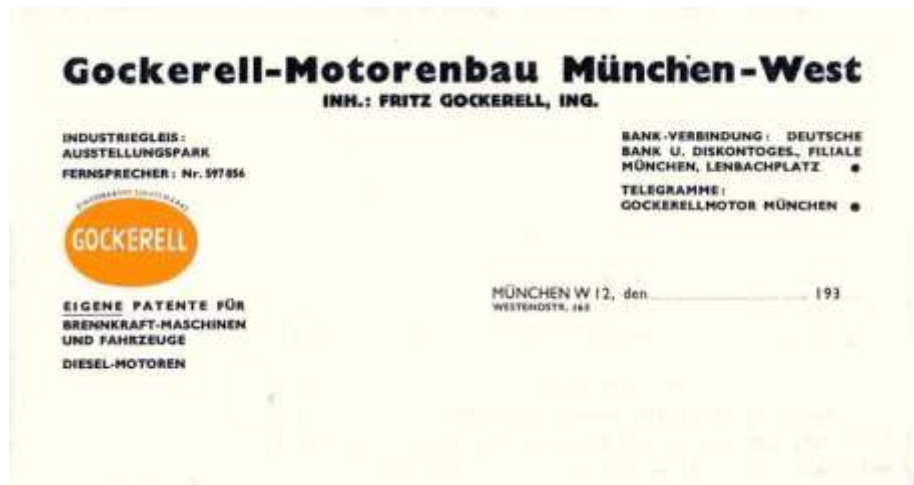 Gockerell-Motorenbau München-West
INH.: FRITZ GOCKERELL, ING.
INDUSTRIEGLEIS:
AUSSTELLUNGSPARK
FERNSPRECHER: Nr. 597856
GOCKERELL
EIGENE PATENTE FÜR
BRENNKRAFT-MASCHINEN
UND FAHRZEUGE
DIESEL-MOTOREN
BANK-VERBINDUNG: DEUTSCHE
BANK U. DISKONTOGES., FILIALE
MÜNCHEN, LENBACHPLATZ
TELEGRAMME:
GOCKERELLMOTOR MÜNCHEN
MÜNCHEN W 12, den 193
WESTENDSTR.